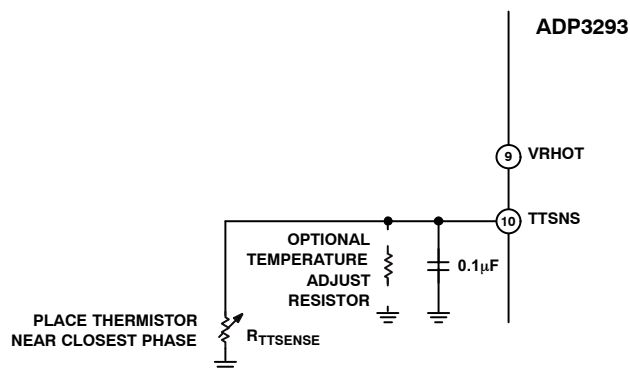 ADP3293
9 VRHOT
10 TTSNS
OPTIONAL
TEMPERATURE
ADJUST
RESISTOR
0.1μF
PLACE THERMISTOR
NEAR CLOSEST PHASE
RTTSENSE